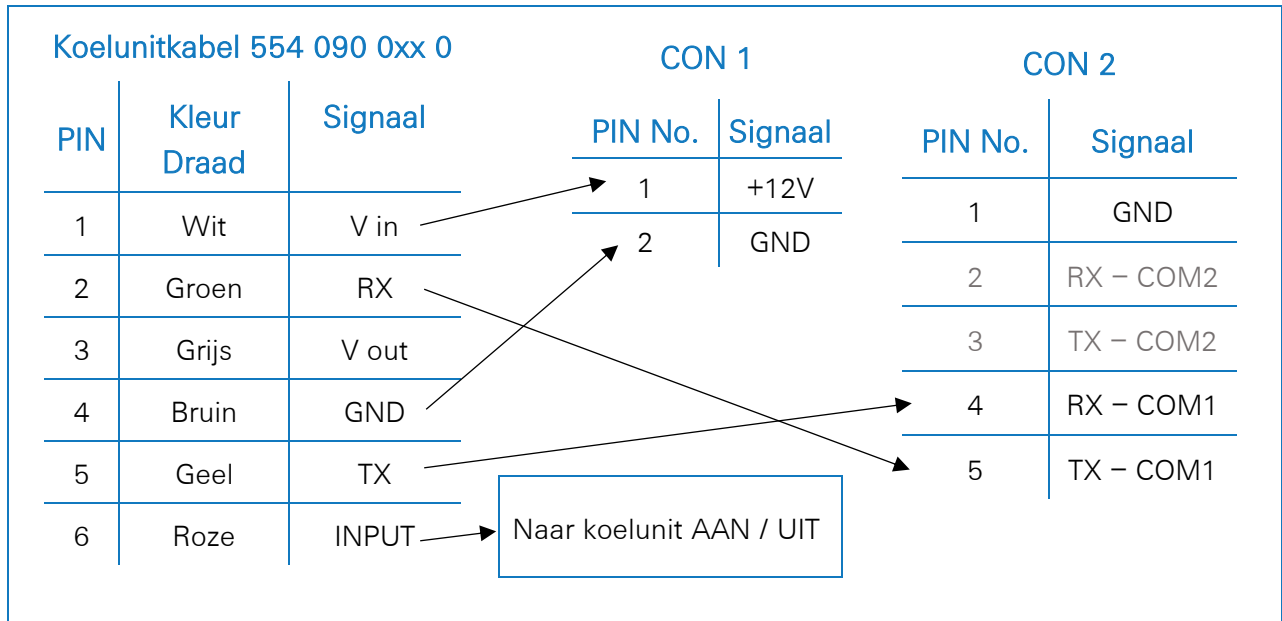 Koelunitkabel 554 090 0xx 0
PIN Kleur Draad Signaal
1 Wit V in
2 Groen RX
3 Grijs V out
4 Bruin GND
5 Geel TX
6 Roze INPUT
CON 1
PIN No. Signaal
1 +12V
2 GND
Naar koelunit AAN / UIT
CON 2
PIN No. Signaal
1 GND
2 RX – COM2
3 TX – COM2
4 RX – COM1
5 TX – COM1